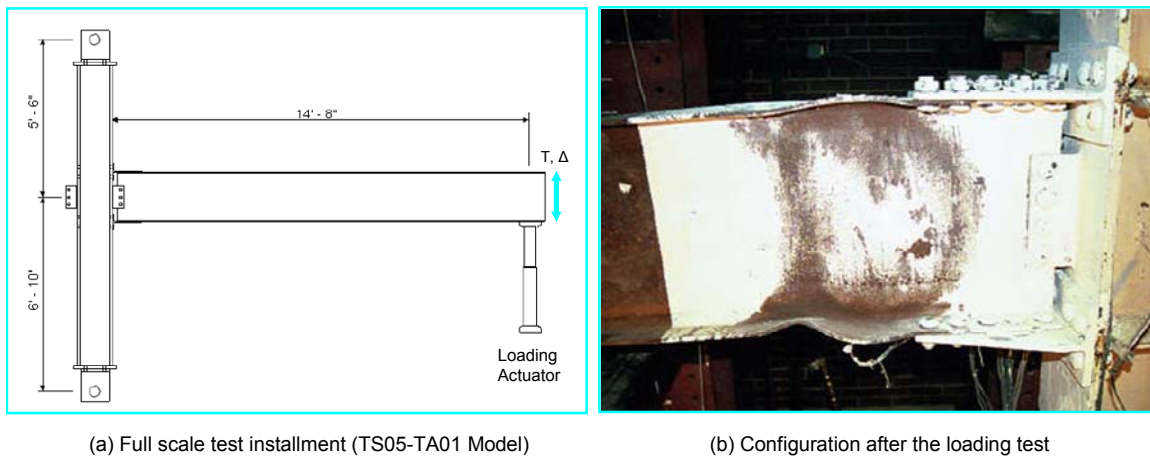 5' - 6"
14' - 8"
T, Δ
6' - 10"
Loading
Actuator
(a) Full scale test installment (TS05-TA01 Model)
(b) Configuration after the loading test